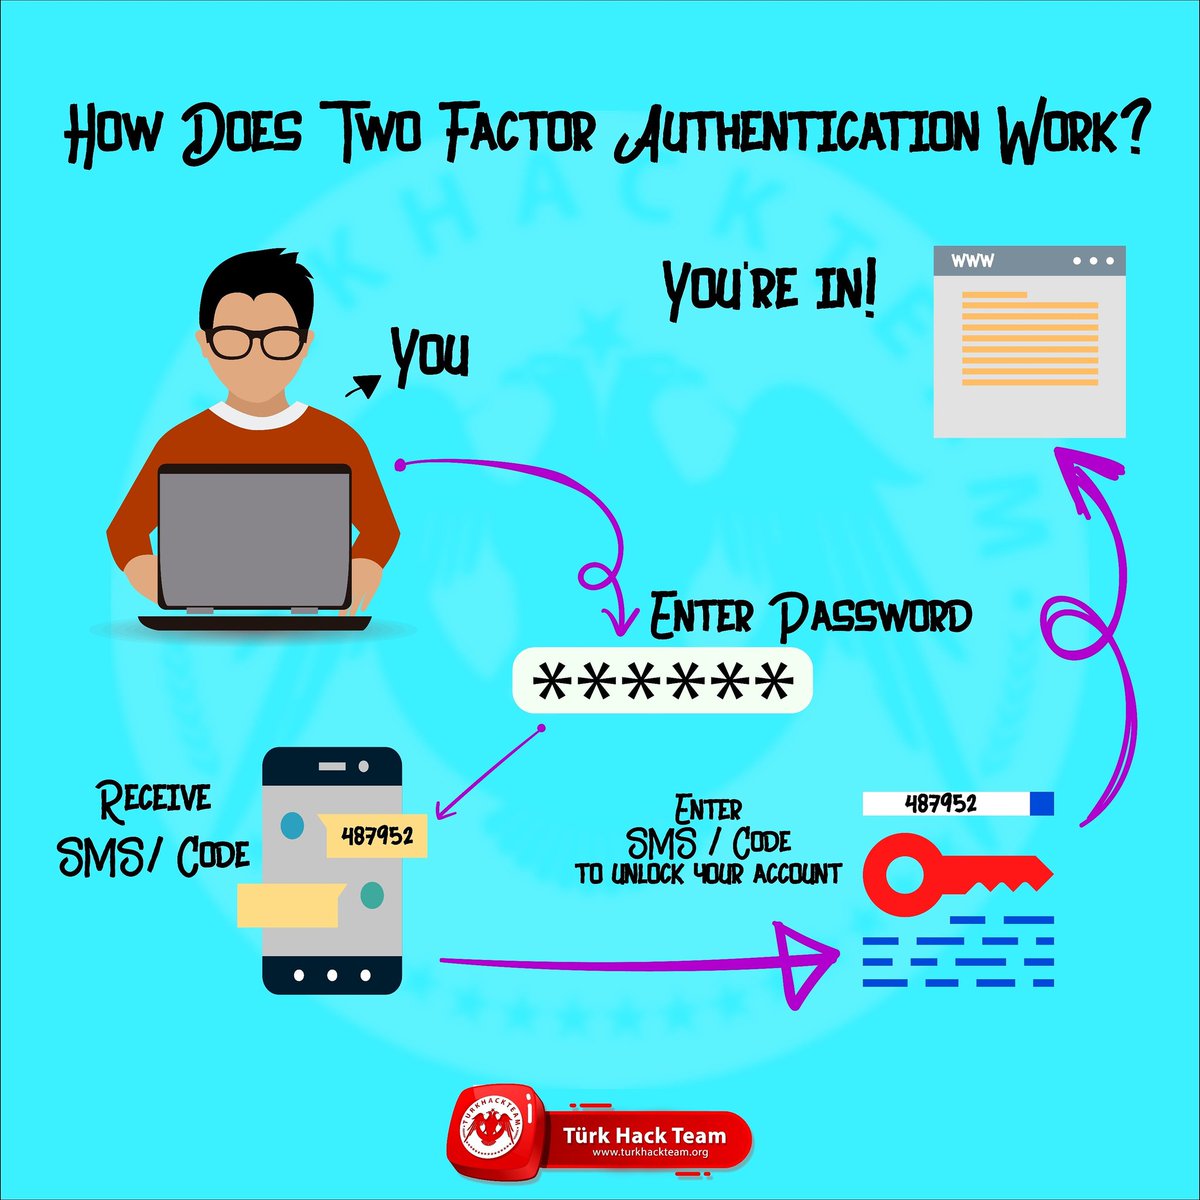 How Does Two Factor Authentication Work?
You
You're in!
WWW
Enter Password
******
Receive
SMS/ Code
487952
Enter
SMS / Code
to unlock your account
487952
TURKHACKTEAM
TURKHACKTEAM
Türk Hack Team
www.turkhackteam.org